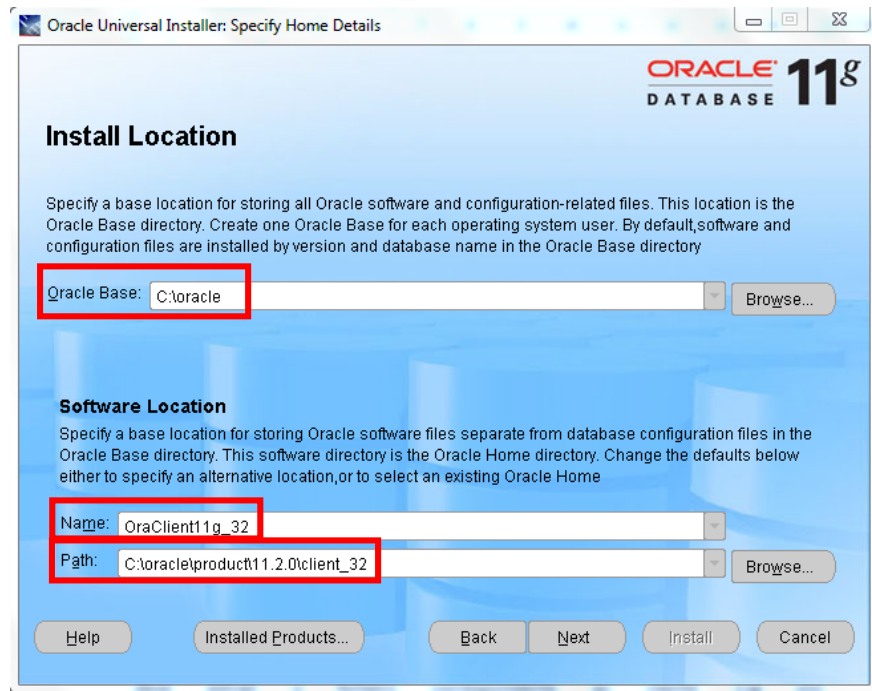 Oracle Universal Installer: Specify Home Details
ORACLE 11g
DATABASE
Install Location
Specify a base location for storing all Oracle software and configuration-related files. This location is the
Oracle Base directory. Create one Oracle Base for each operating system user. By default,software and
configuration files are installed by version and database name in the Oracle Base directory
Oracle Base: C:\oracle Browse...
Software Location
Specify a base location for storing Oracle software files separate from database configuration files in the
Oracle Base directory. This software directory is the Oracle Home directory. Change the defaults below
either to specify an alternative location,or to select an existing Oracle Home
Name: OraClient11g_32
Path: C:\oracle\product\11.2.0\client_32 Browse...
Help Installed Products... Back Next Install Cancel